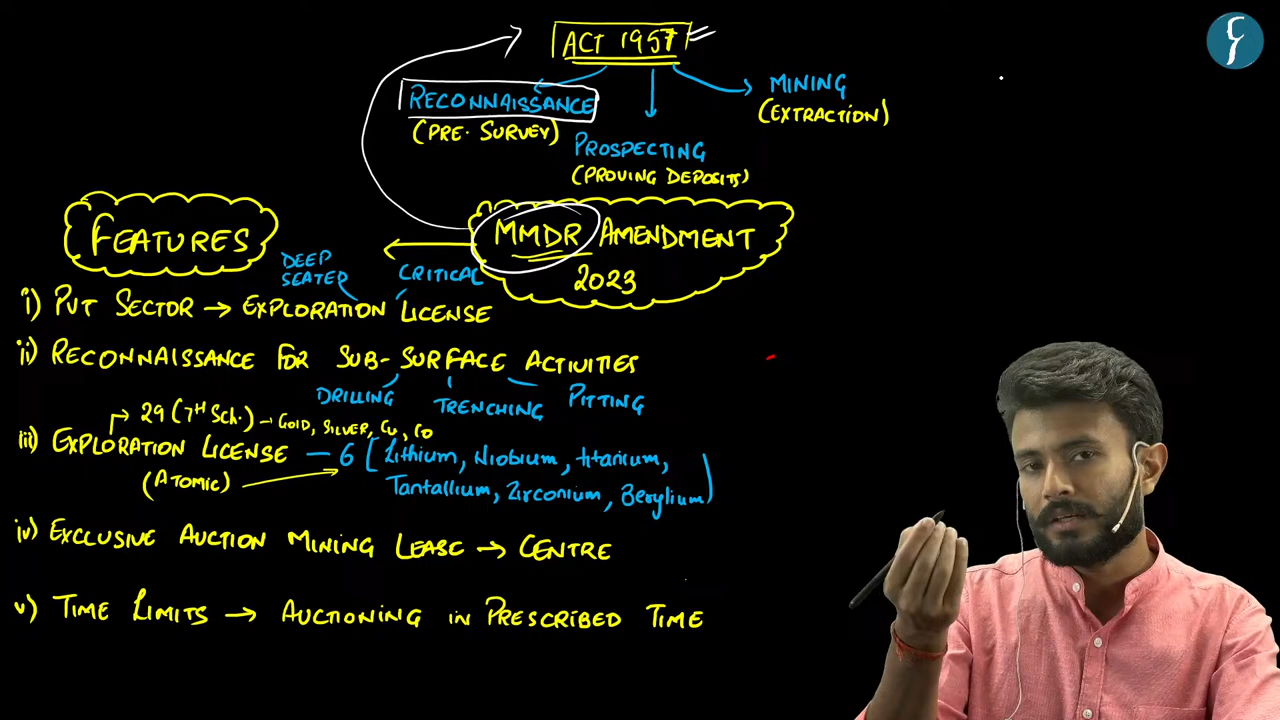 ACT 1957
RECONNAISSANCE
(PRE-SURVEY)
PROSPECTING
(PROVING DEPOSITS)
MINING
(EXTRACTION)
MMDR AMENDMENT
2023
FEATURES
DEEP
SEATER
CRITICAL
i) PVT SECTOR → EXPLORATION LICENSE
ii) RECONNAISSANCE FOR SUB-SURFACE ACTIVITIES
DRILLING TRENCHING PITTING
→ 29 (7TH Sch.) - GOLD, SILVER, Cu, CO
iii) EXPLORATION LICENSE — 6 [Lithium, Niobium, titanium,
(ATOMIC) Tantallium, Zirconium, Berylium)
iv) EXCLUSIVE AUCTION MINING LEASE → CENTRE
v) TIME LIMITS → AUCTIONING IN PRESCRIBED TIME